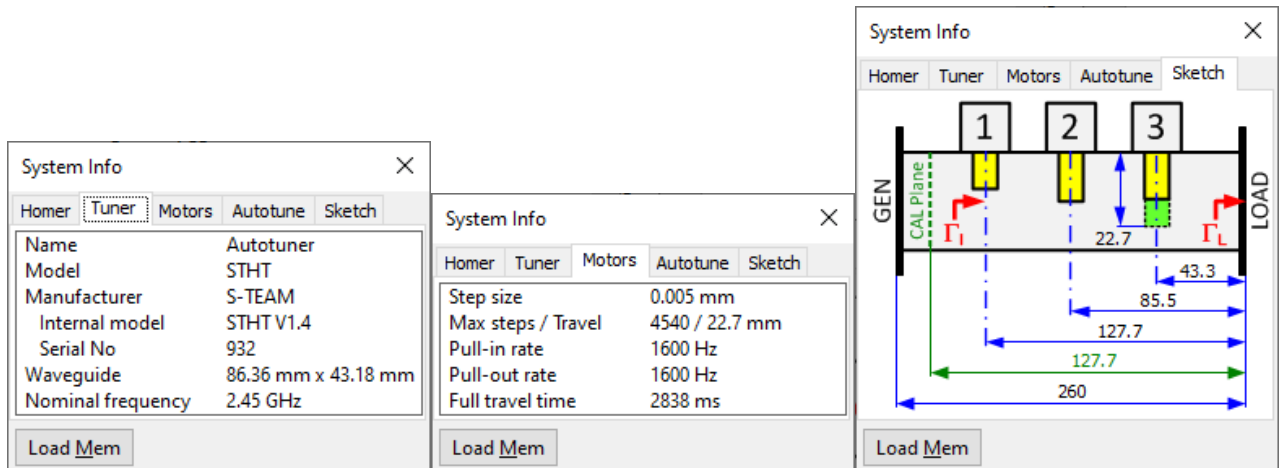 System Info
Homer Tuner Motors Autotune Sketch
Name Autotuner
Model STHT
Manufacturer S-TEAM
Internal model STHT V1.4
Serial No 932
Waveguide 86.36 mm x 43.18 mm
Nominal frequency 2.45 GHz
Load Mem
System Info
Homer Tuner Motors Autotune Sketch
Step size 0.005 mm
Max steps / Travel 4540 / 22.7 mm
Pull-in rate 1600 Hz
Pull-out rate 1600 Hz
Full travel time 2838 ms
Load Mem
System Info
Homer Tuner Motors Autotune Sketch
1 2 3
GEN
CAL Plane
ΓI
22.7
ΓL
LOAD
43.3
85.5
127.7
127.7
260
Load Mem